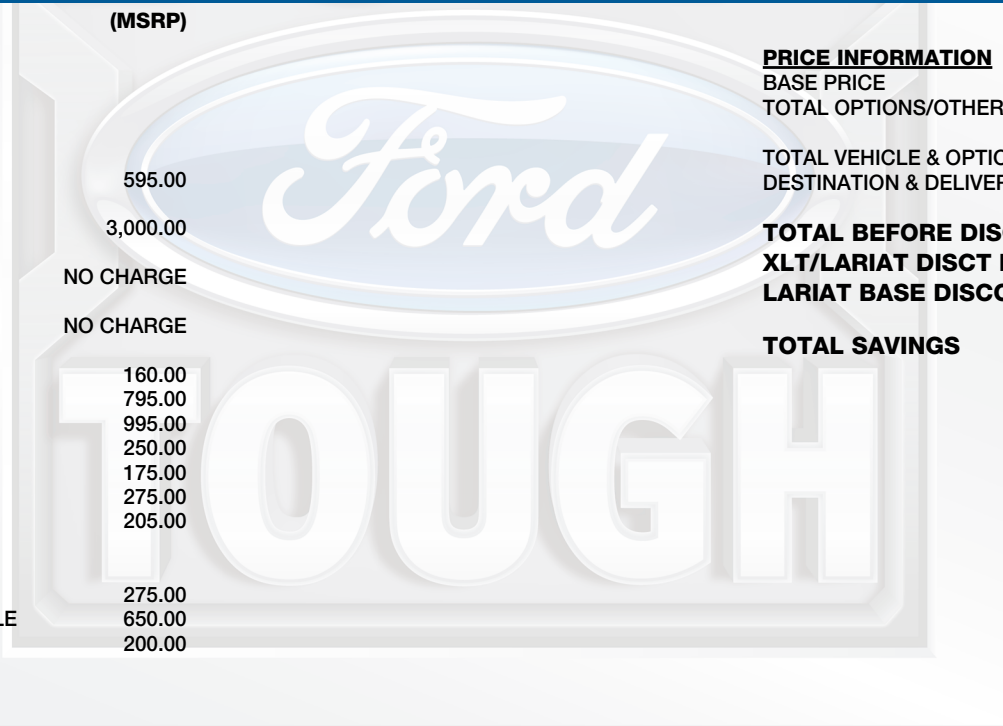 (MSRP)
595.00
3,000.00
NO CHARGE
NO CHARGE
160.00
795.00
995.00
250.00
175.00
275.00
205.00
275.00
LE 650.00
200.00
PRICE INFORMATION
BASE PRICE
TOTAL OPTIONS/OTHER
TOTAL VEHICLE & OPTIO
DESTINATION & DELIVER
TOTAL BEFORE DISC
XLT/LARIAT DISCT
LARIAT BASE DISCO
TOTAL SAVINGS
Ford
TOUGH